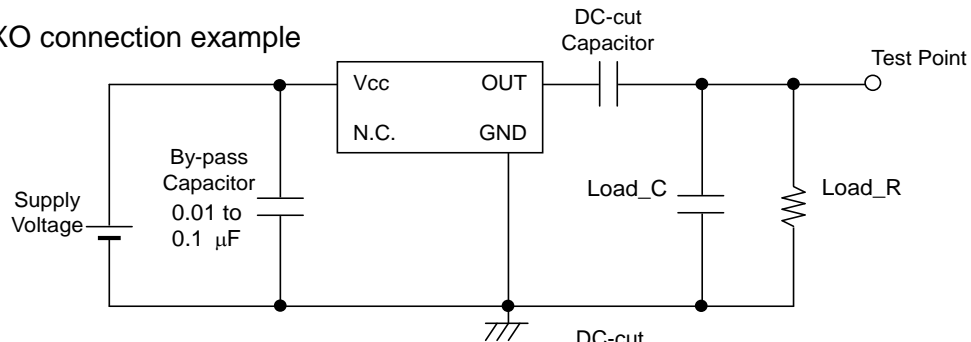 XO connection example
DC-cut
Capacitor
Test Point
Vcc
OUT
N.C.
GND
By-pass
Capacitor
0.01 to
0.1 μF
Supply
Voltage
Load_C
Load_R
DC-cut